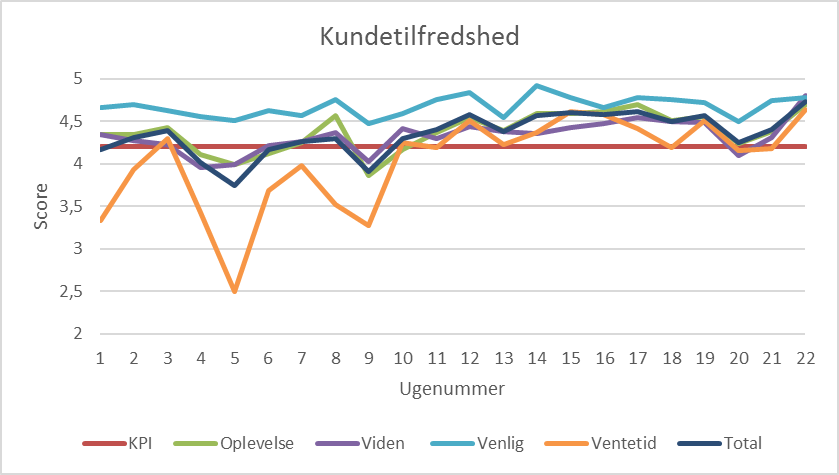 Kundetilfredshed
5
4,5
4
3,5
3
2,5
2
Score
1 2 3 4 5 6 7 8 9 10 11 12 13 14 15 16 17 18 19 20 21 22
Ugenummer
KPI Oplevelse Viden Venlig Ventetid Total